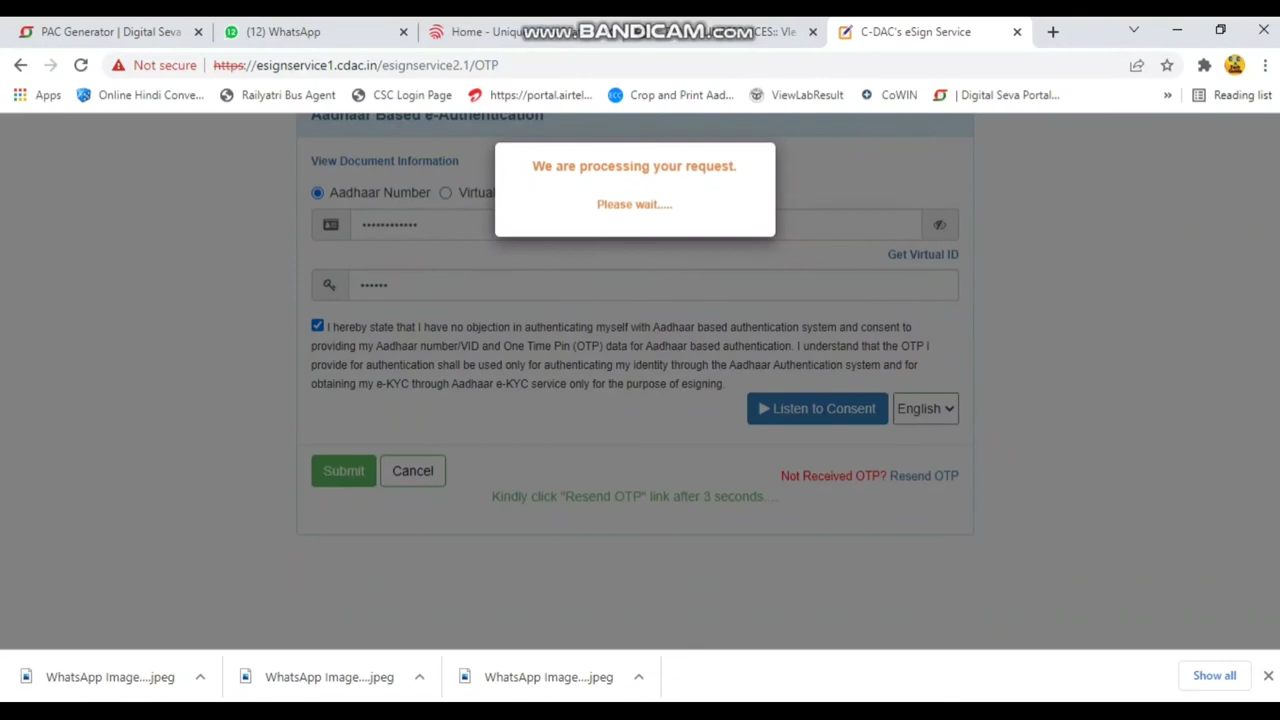 PAC Generator | Digital Seva
(12) WhatsApp
Home - Uniqu
www.BANDICAM.com
CES:: Vle
C-DAC's eSign Service
Not secure
https://esignservice1.cdac.in/esignservice2.1/OTP
Apps
Online Hindi Conve...
Railyatri Bus Agent
CSC Login Page
https://portal.airtel...
Crop and Print Aad...
ViewLabResult
CoWIN
| Digital Seva Portal...
»
Reading list
Aadhaar Based e-Authentication
We are processing your request.
Please wait.....
View Document Information
Aadhaar Number
Virtual
Get Virtual ID
I hereby state that I have no objection in authenticating myself with Aadhaar based authentication system and consent to
providing my Aadhaar number/VID and One Time Pin (OTP) data for Aadhaar based authentication. I understand that the OTP I
provide for authentication shall be used only for authenticating my identity through the Aadhaar Authentication system and for
obtaining my e-KYC through Aadhaar e-KYC service only for the purpose of esigning.
Listen to Consent
English
Submit
Cancel
Not Received OTP? Resend OTP
Kindly click "Resend OTP" link after 3 seconds....
WhatsApp Image....jpeg
WhatsApp Image....jpeg
WhatsApp Image....jpeg
Show all